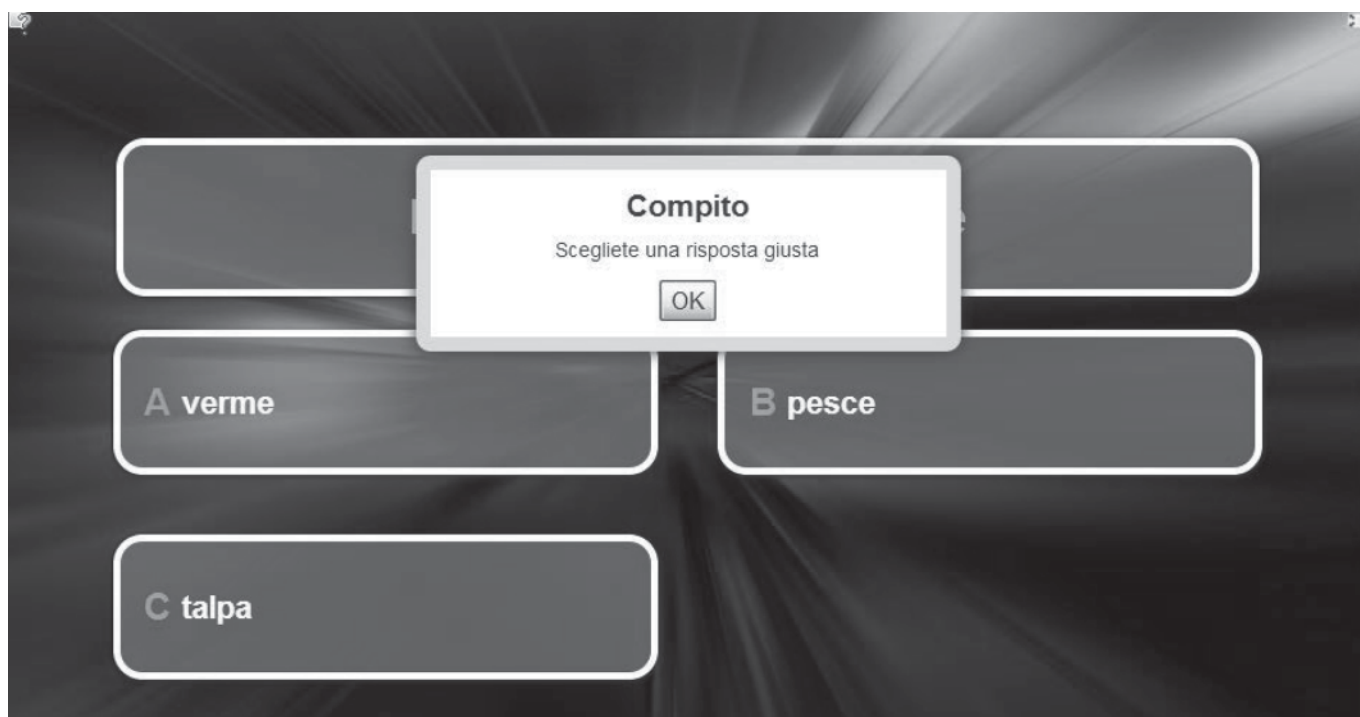 Compito
Scegliete una risposta giusta
OK
A verme
B pesce
C talpa